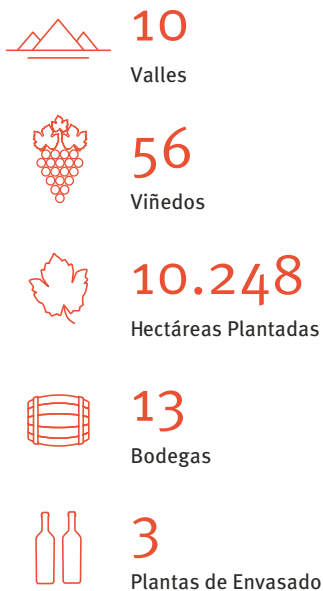 10
Valles
56
Viñedos
10.248
Hectáreas Plantadas
13
Bodegas
3
Plantas de Envasado